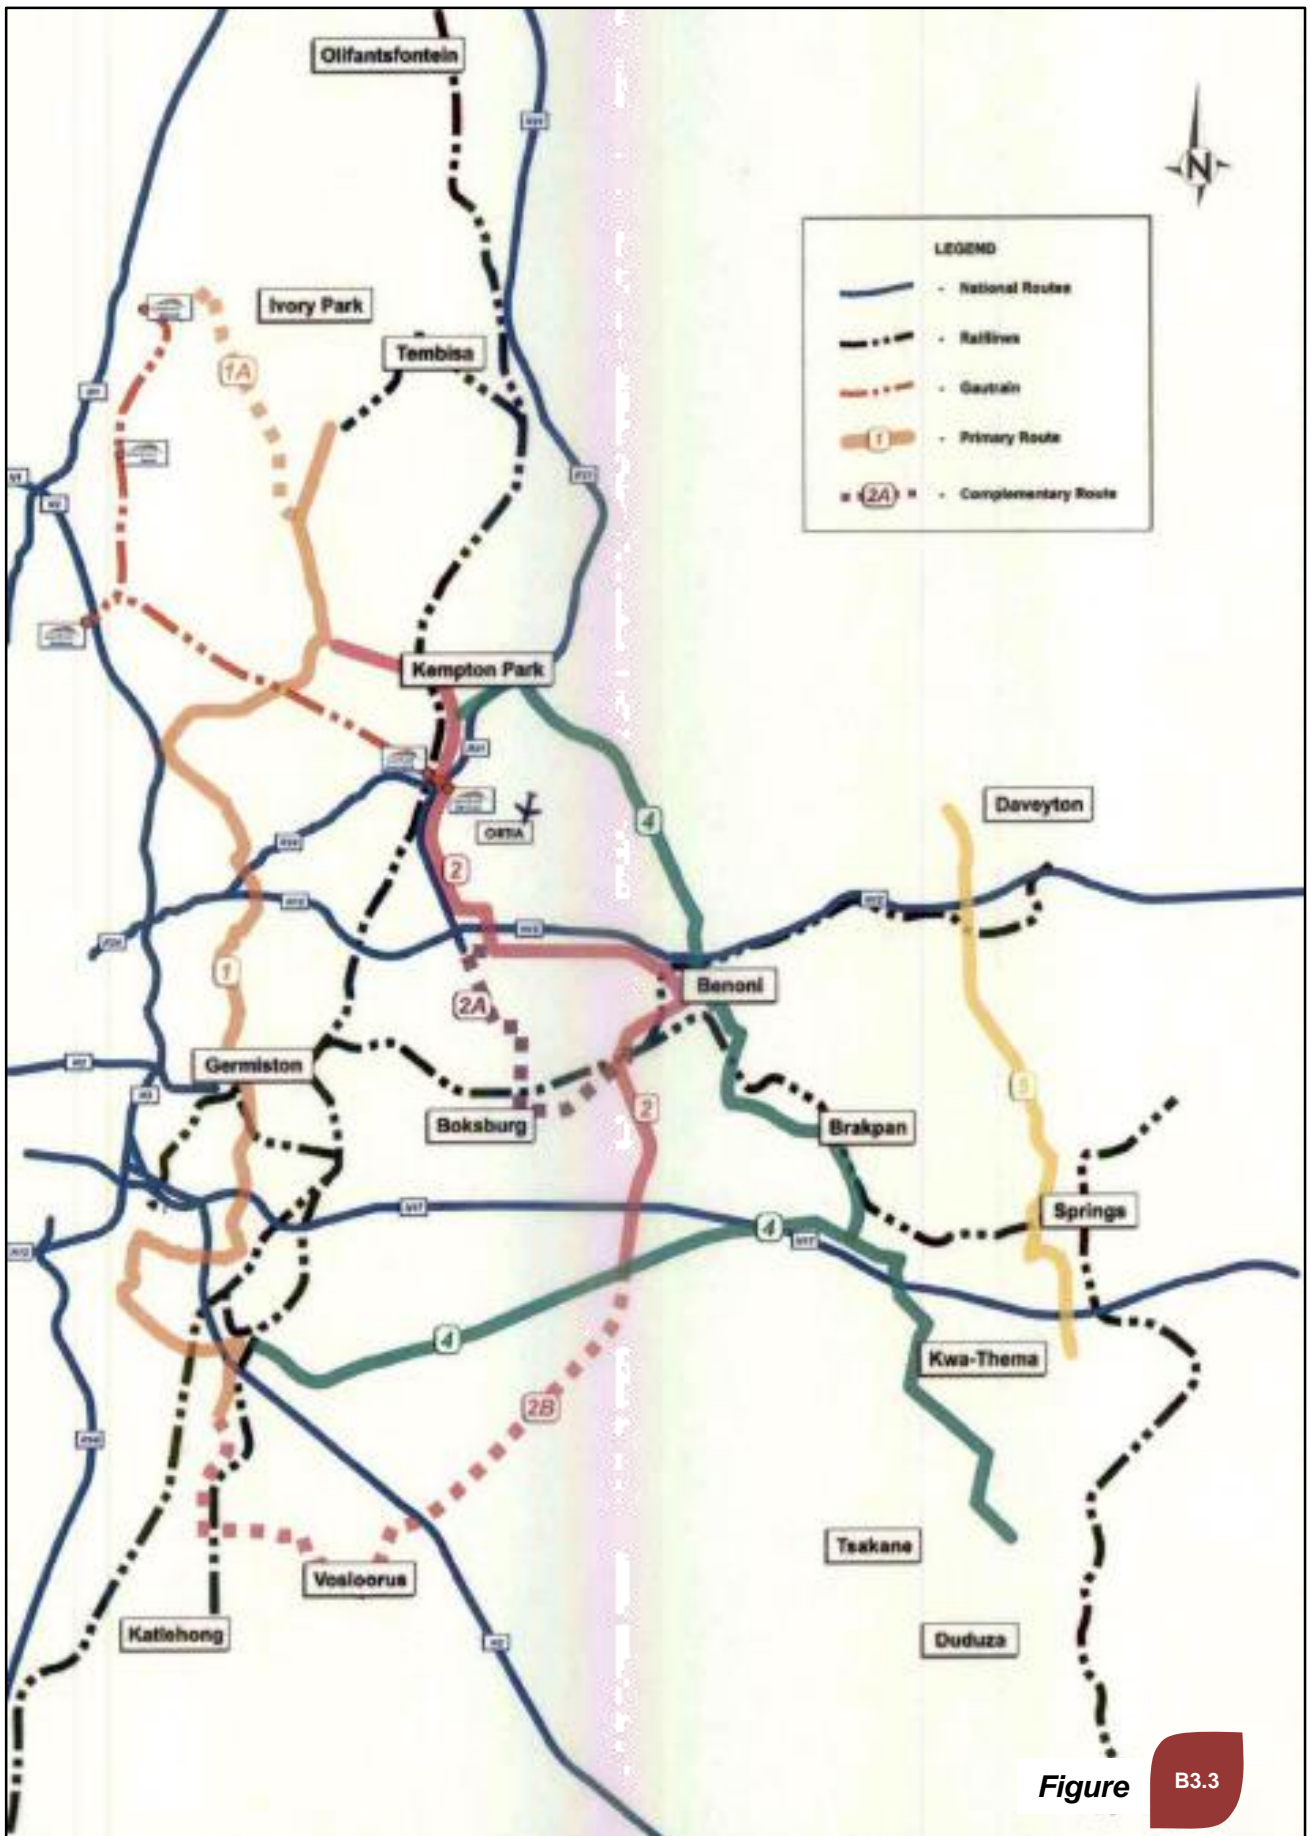 Olifantsfontein
N
LEGEND
- National Routes
- Raillines
- Gautrain
1 - Primary Route
2A - Complementary Route
Ivory Park
Tembisa
1A
Kempton Park
ORTIA
4
Daveyton
2
1
2A
Benoni
Germiston
5
2
Boksburg
Brakpan
Springs
4
4
Kwa-Thema
2B
Tsakane
Vosloorus
Katlehong
Duduza
Figure B3.3